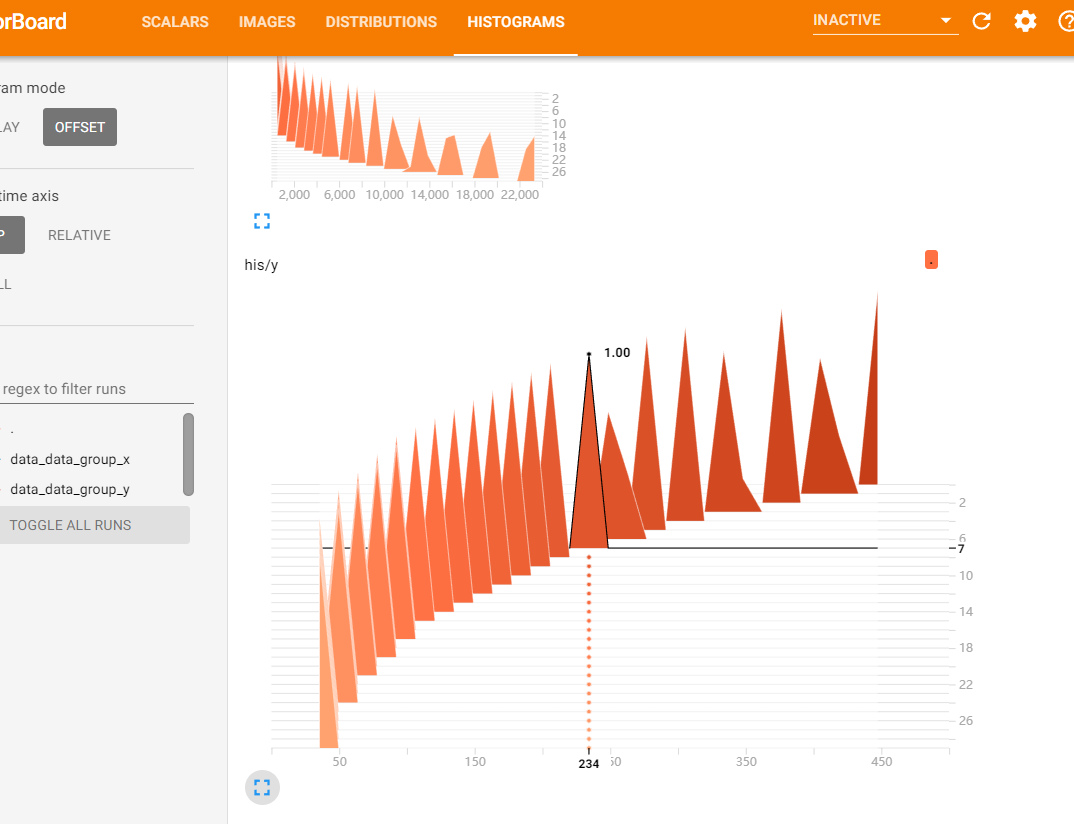 orBoard SCALARS IMAGES DISTRIBUTIONS HISTOGRAMS INACTIVE
ram mode
LAY OFFSET
time axis
P RELATIVE
LL
regex to filter runs
.
data_data_group_x
data_data_group_y
TOGGLE ALL RUNS
2
6
10
14
18
22
26
2,000 6,000 10,000 14,000 18,000 22,000
his/y
.
1.00
2
6
7
10
14
18
22
26
50 150 234 50 350 450